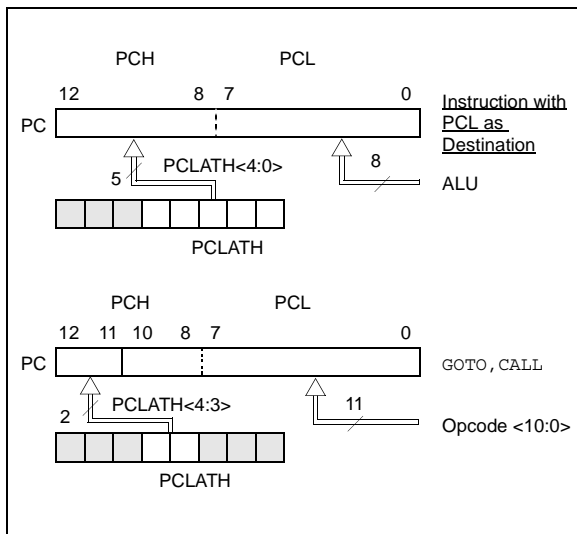 PCH PCL
12 8 7 0
Instruction with
PCL as
Destination
PC
5 PCLATH<4:0> 8
ALU
PCLATH
PCH PCL
12 11 10 8 7 0
PC GOTO,CALL
2 PCLATH<4:3> 11
Opcode <10:0>
PCLATH